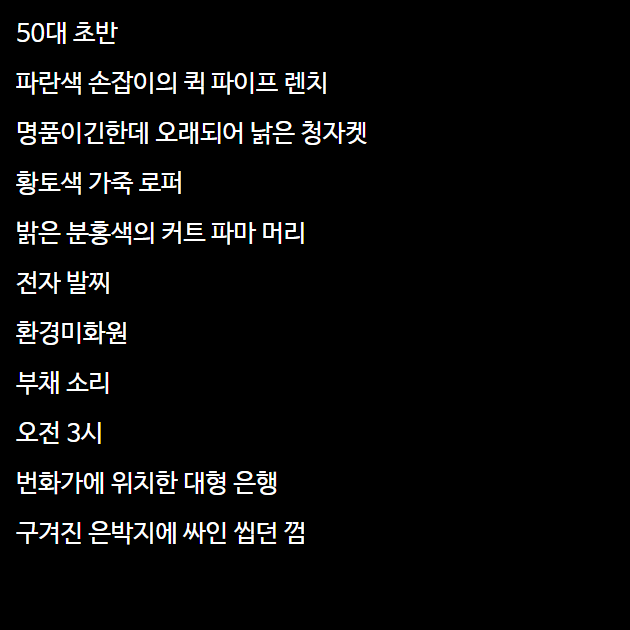 50대 초반
파란색 손잡이의 퀵 파이프 렌치
명품이긴한데 오래되어 낡은 청자켓
황토색 가죽 로퍼
밝은 분홍색의 커트 파마 머리
전자 발찌
환경미화원
부채 소리
오전 3시
번화가에 위치한 대형 은행
구겨진 은박지에 싸인 씹던 껌